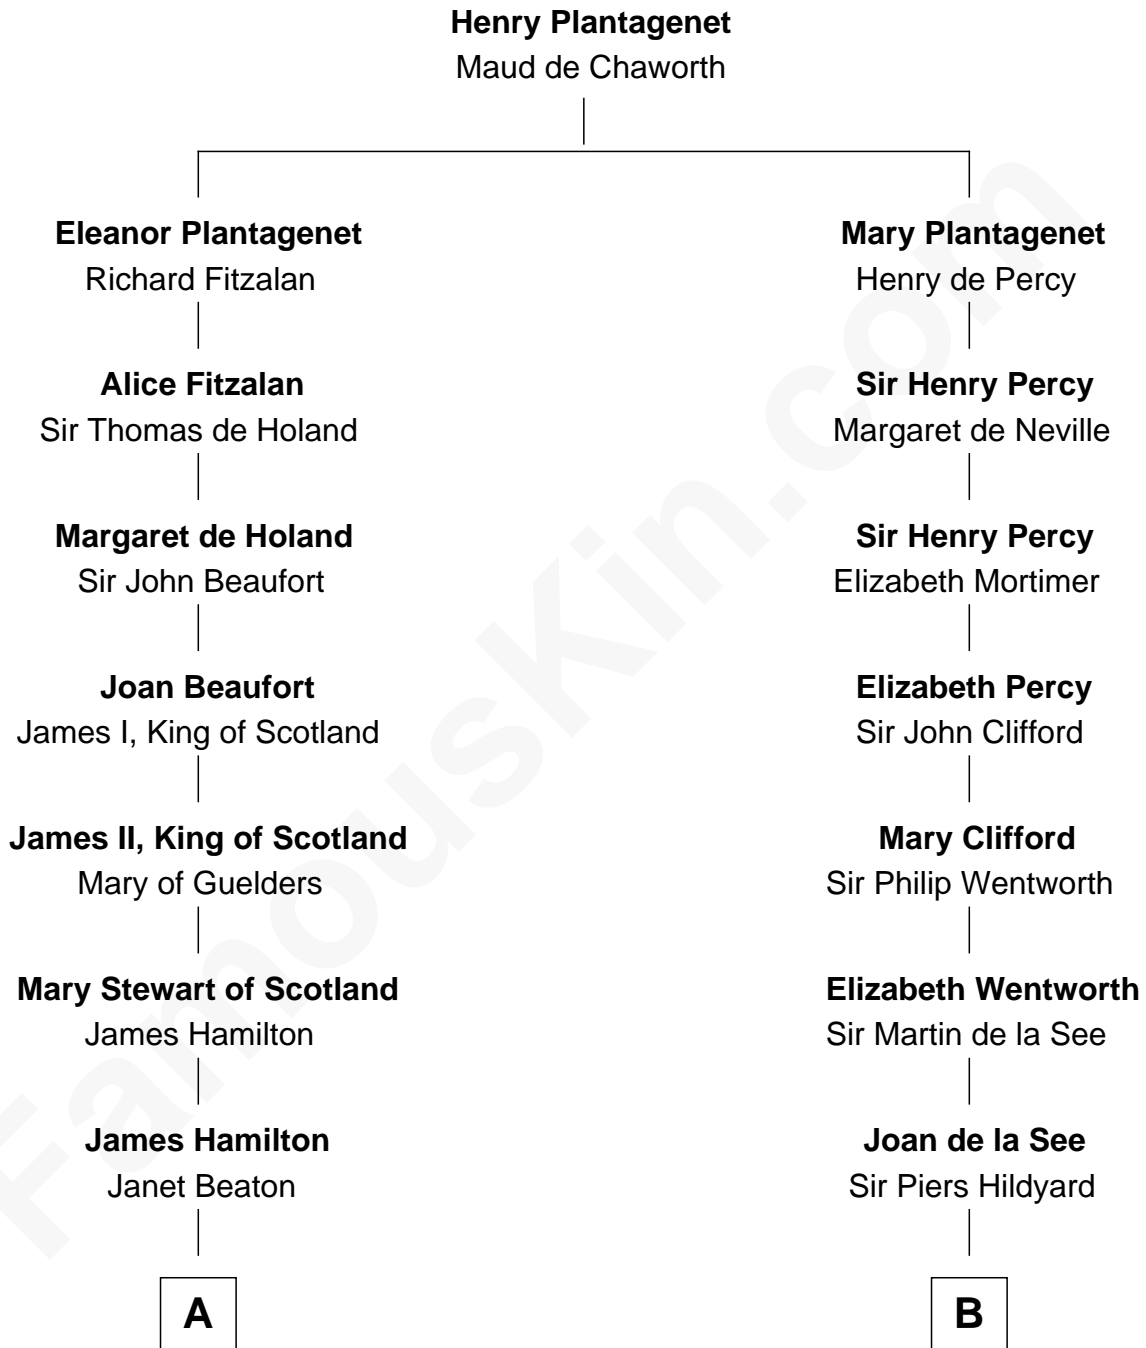 Henry Plantagenet
Maud de Chaworth
Eleanor Plantagenet
Richard Fitzalan
Mary Plantagenet
Henry de Percy
Alice Fitzalan
Sir Thomas de Holand
Sir Henry Percy
Margaret de Neville
Margaret de Holand
Sir John Beaufort
Sir Henry Percy
Elizabeth Mortimer
Joan Beaufort
James I, King of Scotland
Elizabeth Percy
Sir John Clifford
James II, King of Scotland
Mary of Guelders
Mary Clifford
Sir Philip Wentworth
Mary Stewart of Scotland
James Hamilton
Elizabeth Wentworth
Sir Martin de la See
James Hamilton
Janet Beaton
Joan de la See
Sir Piers Hildyard
A
B
FamousKin.com